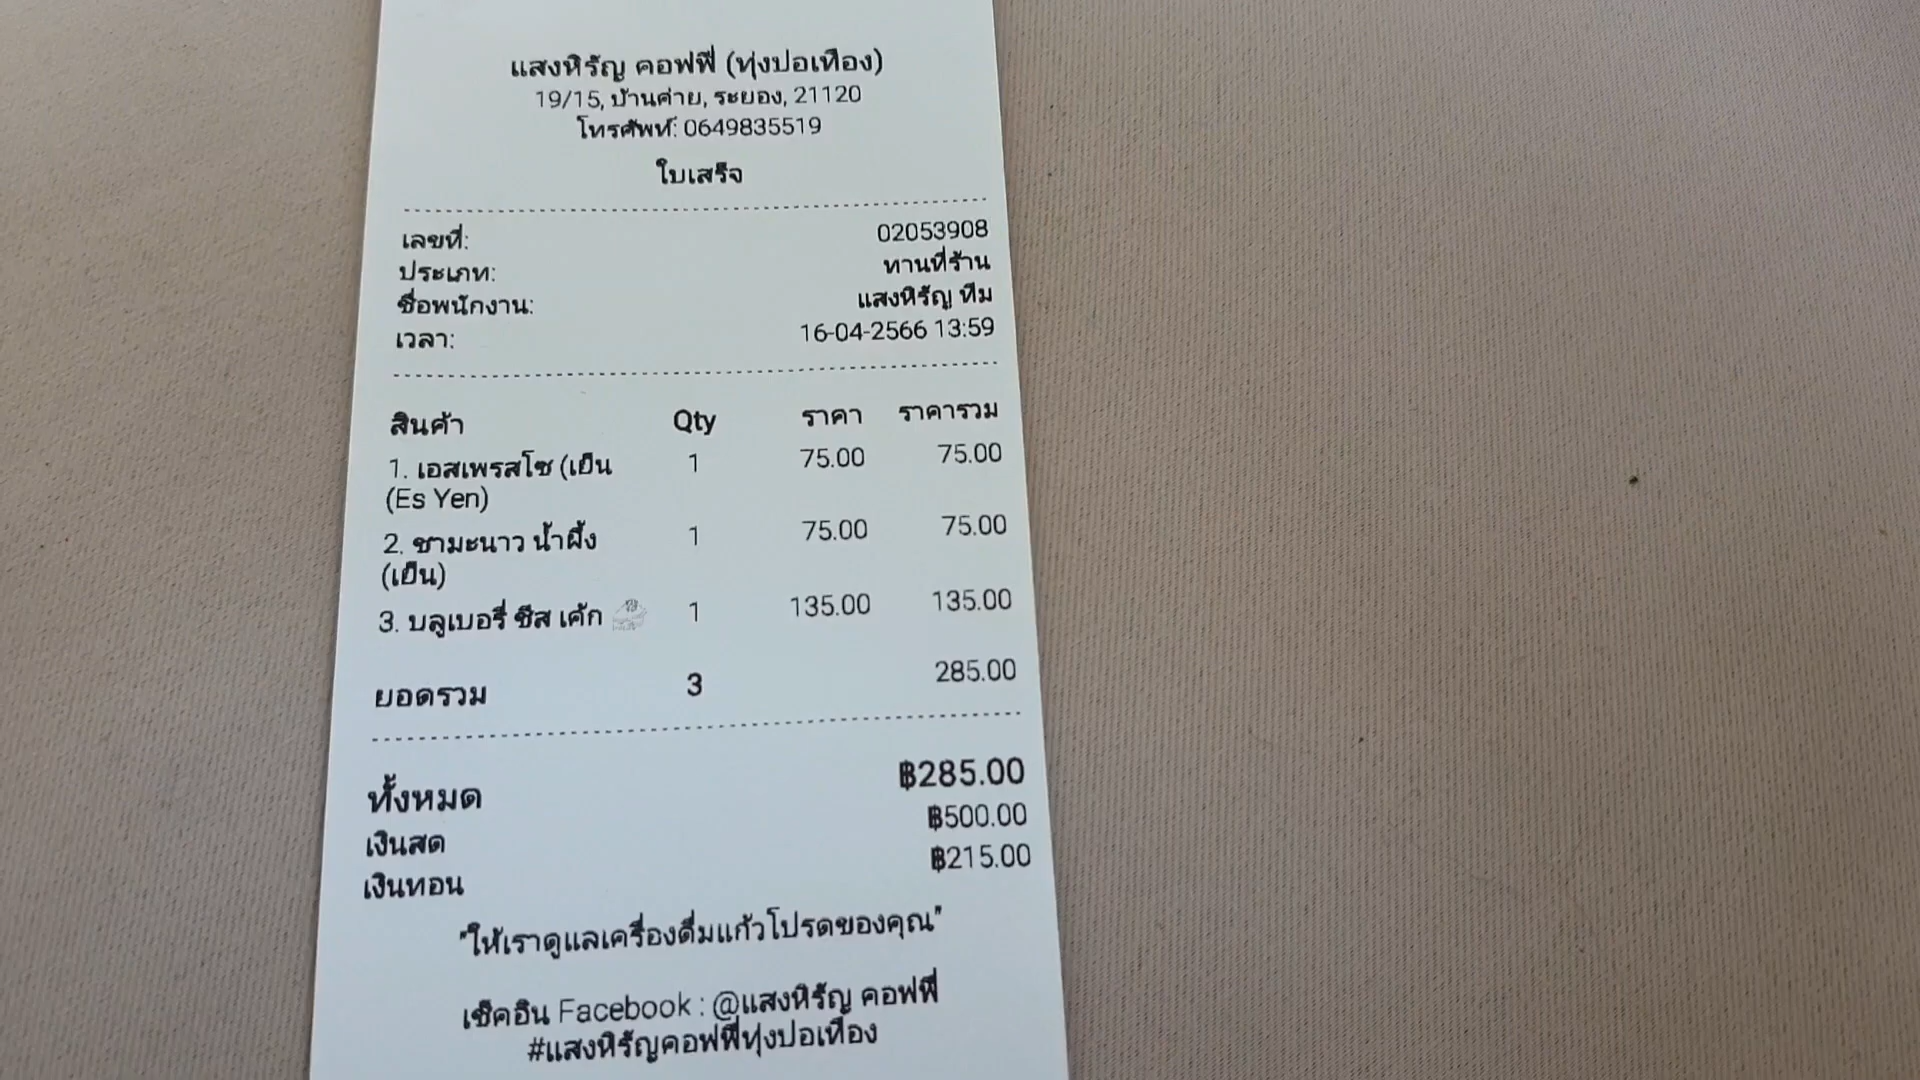 แสงหิรัญ คอฟฟี่ (ทุ่งปอเทือง)
19/15, บ้านค่าย, ระยอง, 21120
โทรศัพท์: 0649835519
ใบเสร็จ
เลขที่: 02053908
ประเภท: ทานที่ร้าน
ชื่อพนักงาน: แสงหิรัญ ทีม
เวลา: 16-04-2566 13:59
สินค้า Qty ราคา ราคารวม
1. เอสเพรสโซ (เย็น 1 75.00 75.00
(Es Yen)
2. ชามะนาว น้ำผึ้ง 1 75.00 75.00
(เย็น)
3. บลูเบอรี่ ชีส เค้ก 1 135.00 135.00
ยอดรวม 3 285.00
ทั้งหมด ฿285.00
เงินสด ฿500.00
เงินทอน ฿215.00
"ให้เราดูแลเครื่องดื่มแก้วโปรดของคุณ"
เช็คอิน Facebook : @แสงหิรัญ คอฟฟี่
#แสงหิรัญคอฟฟี่ทุ่งปอเทือง